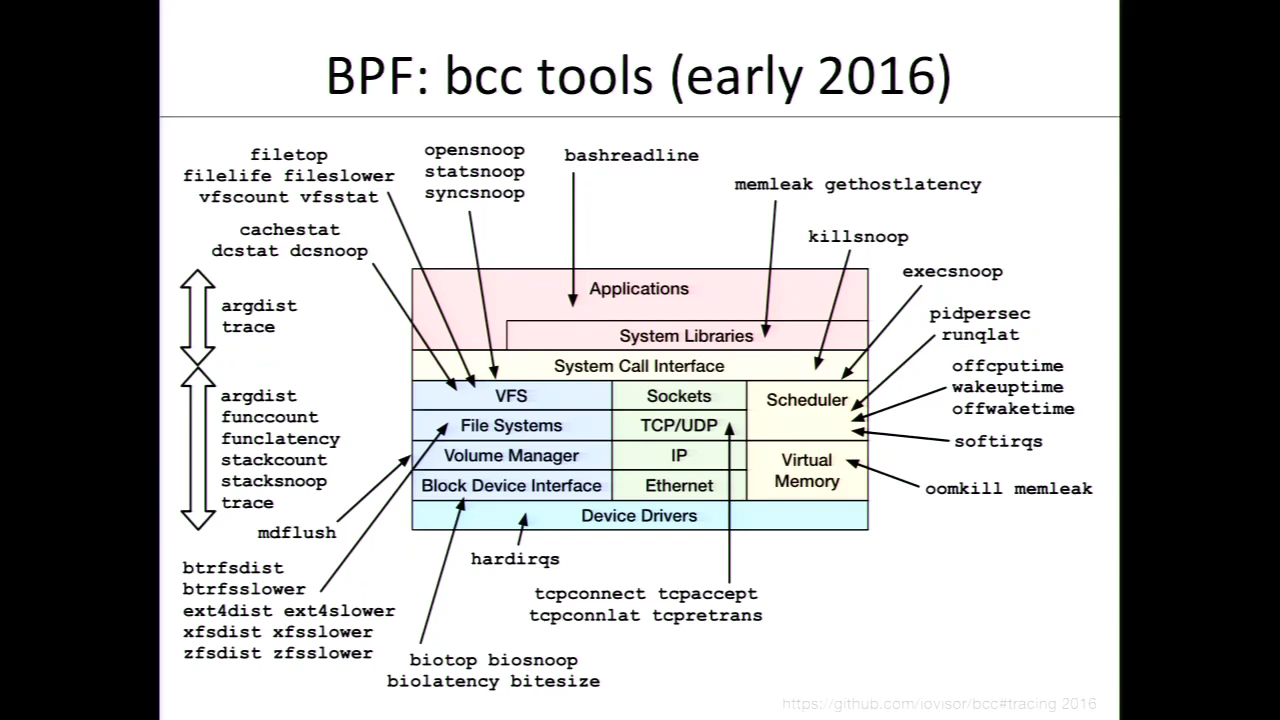 BPF: bcc tools (early 2016)
filetop
filelife fileslower
vfscount vfsstat
cachestat
dcstat dcsnoop
opensnoop
statsnoop
syncsnoop
bashreadline
memleak gethostlatency
killsnoop
execsnoop
pidpersec
runqlat
offcputime
wakeuptime
offwaketime
softirqs
oomkill memleak
argdist
trace
argdist
funccount
funclatency
stackcount
stacksnoop
trace
Applications
System Libraries
System Call Interface
VFS
Sockets
Scheduler
File Systems
TCP/UDP
Volume Manager
IP
Virtual
Memory
Block Device Interface
Ethernet
Device Drivers
mdflush
hardirqs
btrfsdist
btrfsslower
ext4dist ext4slower
xfsdist xfsslower
zfsdist zfsslower
tcpconnect tcpaccept
tcpconnlat tcpretrans
biotop biosnoop
biolatency bitesize
https://github.com/iovisor/bcc#tracing 2016